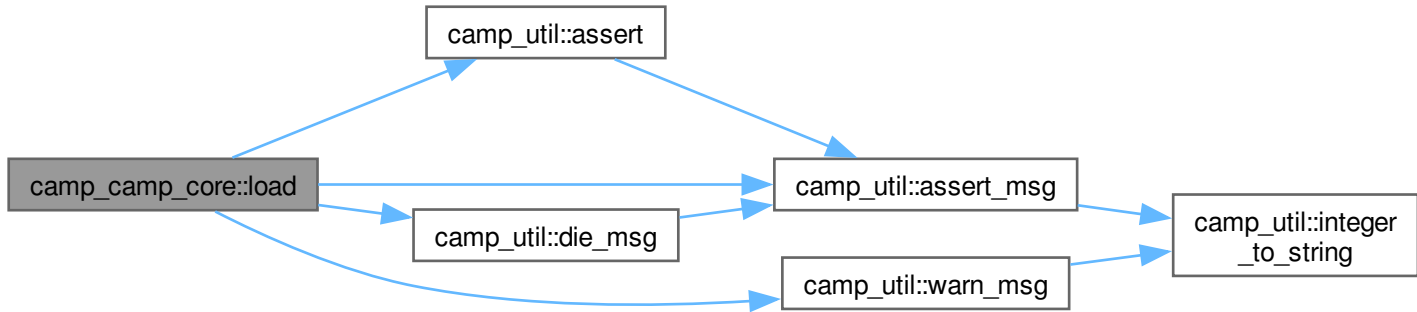 camp_util::assert
camp_camp_core::load
camp_util::assert_msg
camp_util::die_msg
camp_util::integer
_to_string
camp_util::warn_msg